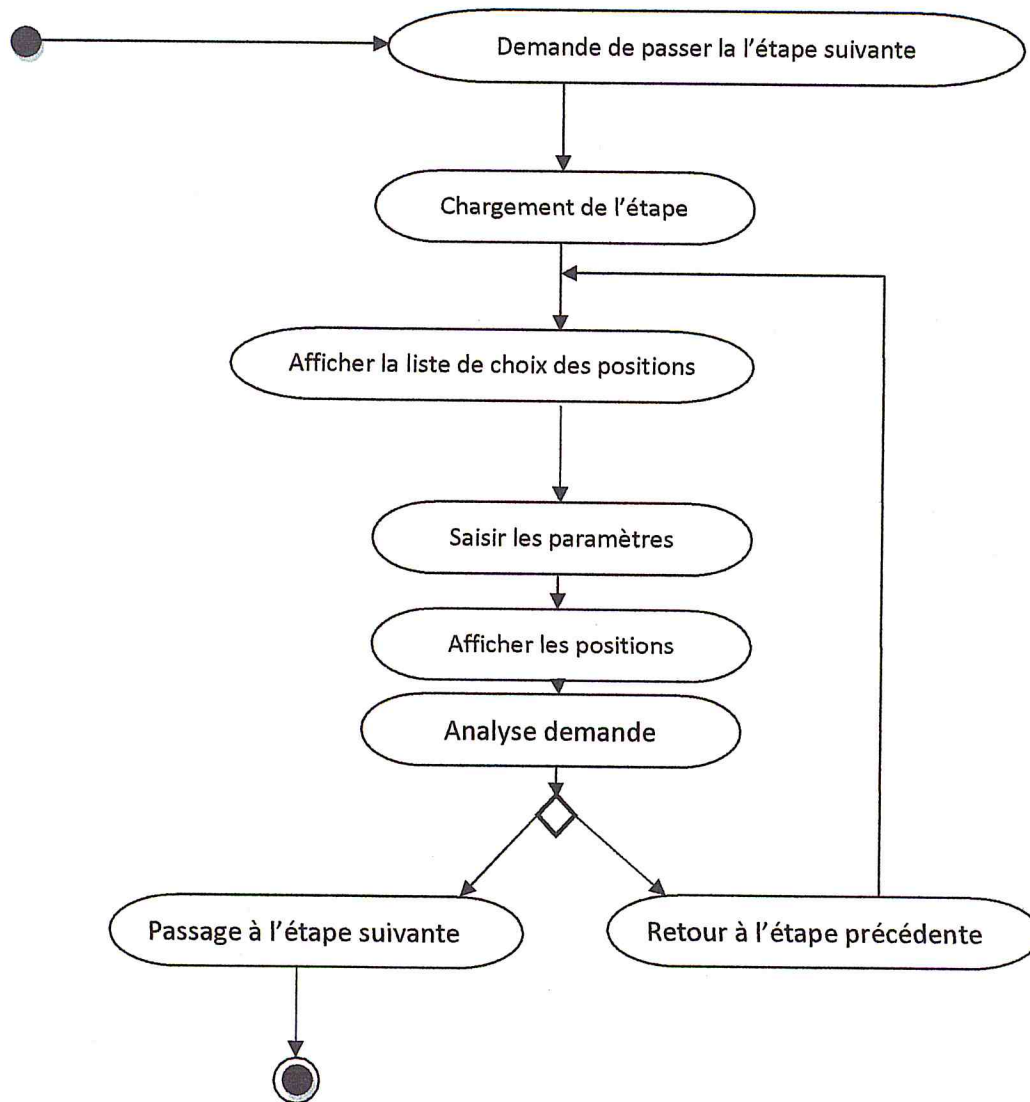 Demande de passer la l'étape suivante
Chargement de l'étape
Afficher la liste de choix des positions
Saisir les paramètres
Afficher les positions
Analyse demande
Passage à l'étape suivante
Retour à l'étape précédente